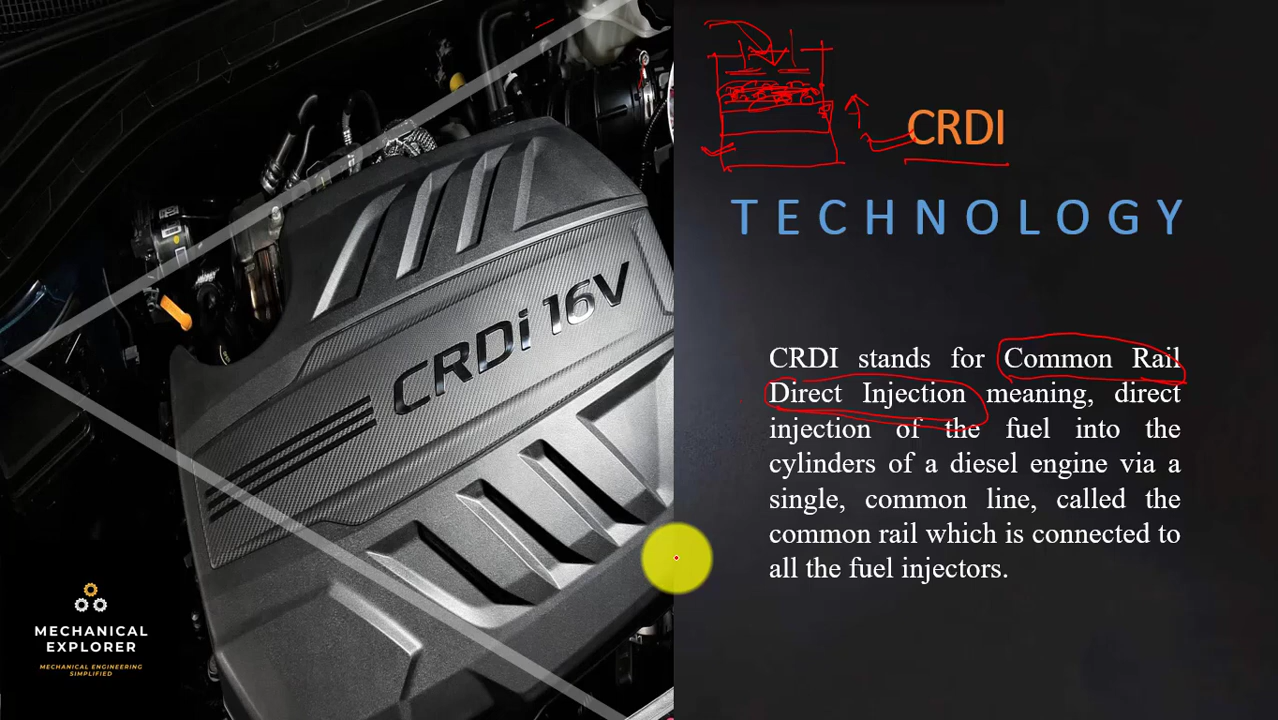 CRDI
TECHNOLOGY
CRDi 16V
CRDI stands for Common Rail
Direct Injection meaning, direct
injection of the fuel into the
cylinders of a diesel engine via a
single, common line, called the
common rail which is connected to
all the fuel injectors.
MECHANICAL
EXPLORER
MECHANICAL ENGINEERING
SIMPLIFIED